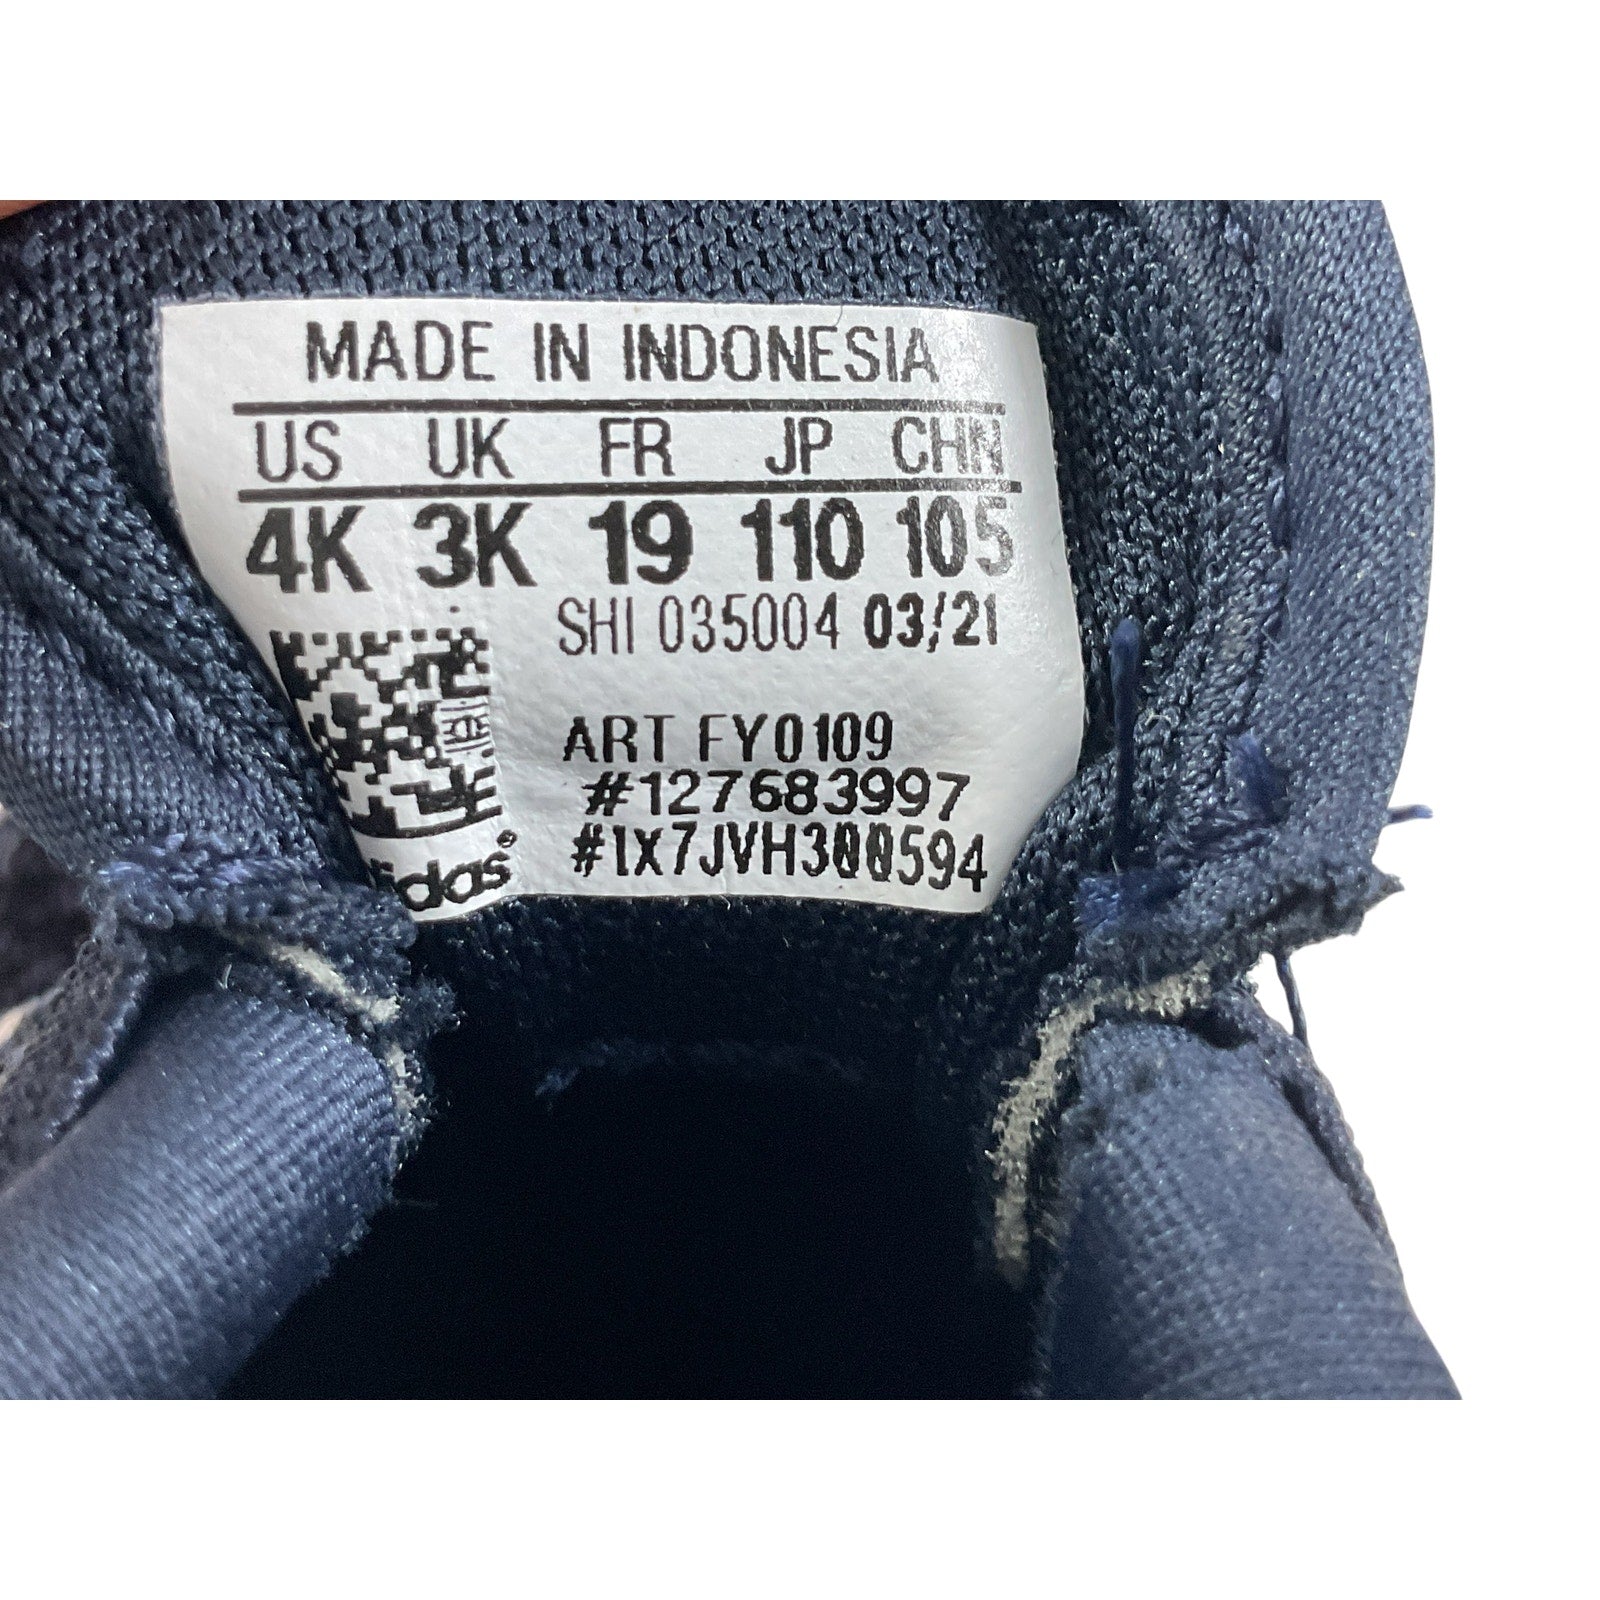 MADE IN INDONESIA
US UK FR JP CHN
4K 3K 19 110 105
SHI 035004 03/21
ART FY0109
#127683997
#1x7JVH300594
adidas®